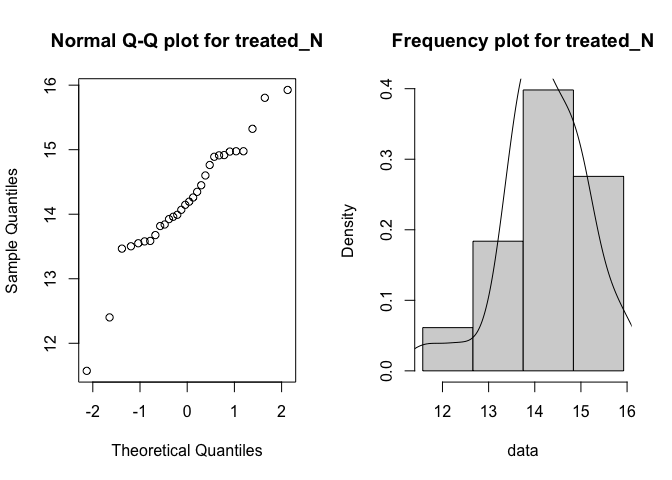 Normal Q-Q plot for treated_N
Sample Quantiles
16
15
14
13
12
-2 -1 0 1 2
Theoretical Quantiles
Frequency plot for treated_N
Density
0.4
0.3
0.2
0.1
0.0
12 13 14 15 16
data